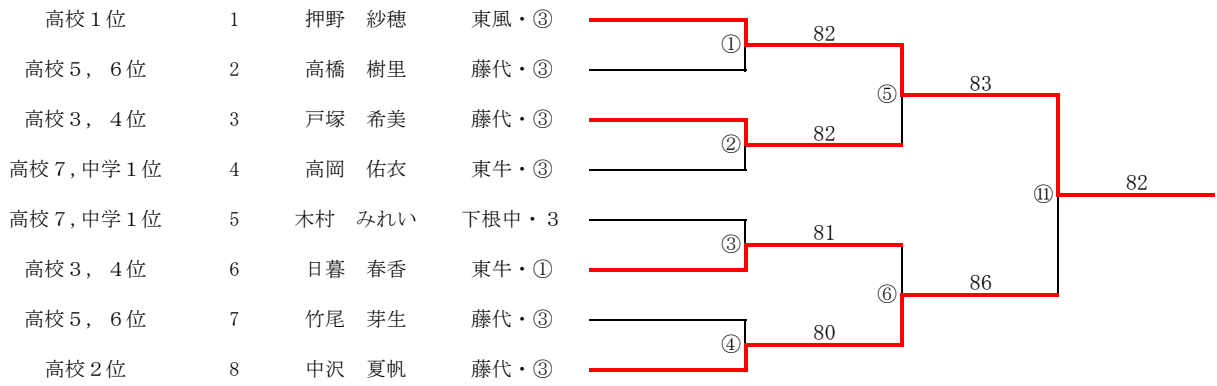 高校１位 1 押野 紗穂 東風・③
① 82
高校５，６位 2 高橋 樹里 藤代・③
⑤ 83
高校３，４位 3 戸塚 希美 藤代・③
② 82
高校７,中学１位 4 高岡 佑衣 東牛・③
⑪ 82
高校７,中学１位 5 木村 みれい 下根中・３
③ 81
高校３，４位 6 日暮 春香 東牛・①
⑥ 86
高校５，６位 7 竹尾 芽生 藤代・③
④ 80
高校２位 8 中沢 夏帆 藤代・③